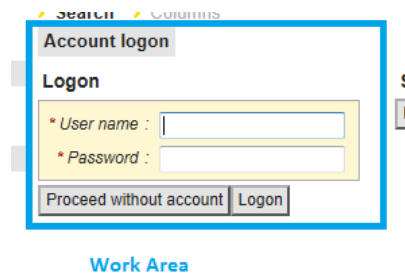 Search Columns
Account logon
Logon
* User name :
* Password :
Proceed without account Logon
Work Area